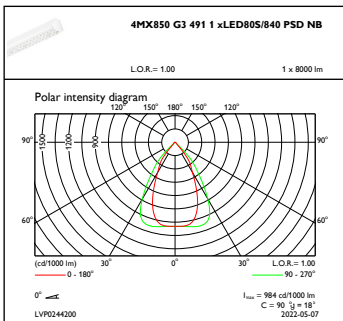 4MX850 G3 491 1 xLED80S/840 PSD NB
L.O.R.= 1.00 1 x 8000 lm
Polar intensity diagram
120° 150° 180° 150° 120°
90° 1500 1200 900 90°
60° 60°
30° 0° 30°
(cd/1000 lm) L.O.R.= 1.00
0 - 180° 90 - 270°
0° Imax = 984 cd/1000 lm
C = 90 °g = 18°
LVP0244200 2022-05-07